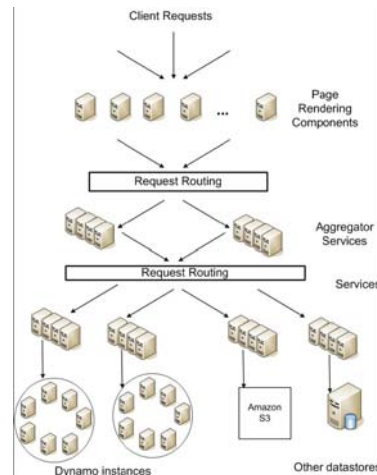 Client Requests
...
Page
Rendering
Components
Request Routing
Aggregator
Services
Request Routing
Services
Amazon
S3
Dynamo instances
Other datastores